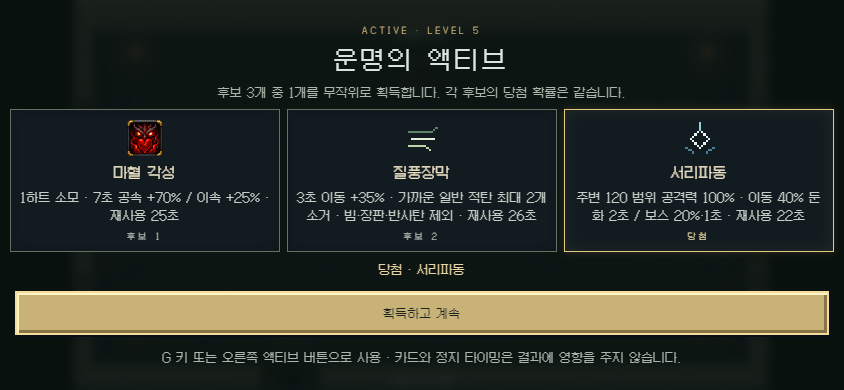 ACTIVE · LEVEL 5
운명의 액티브
후보 3개 중 1개를 무작위로 획득합니다. 각 후보의 당첨 확률은 같습니다.
마혈 각성
1하트 소모 · 7초 공속 +70% / 이속 +25% ·
재사용 25초
후보 1
질풍장막
3초 이동 +35% · 가까운 일반 적탄 최대 2개
소거 · 빔·장판·반사탄 제외 · 재사용 26초
후보 2
서리파동
주변 120 범위 공격력 100% · 이동 40% 둔
화 2초 / 보스 20%·1초 · 재사용 22초
당첨
당첨 · 서리파동
획득하고 계속
G 키 또는 오른쪽 액티브 버튼으로 사용 · 카드와 정지 타이밍은 결과에 영향을 주지 않습니다.